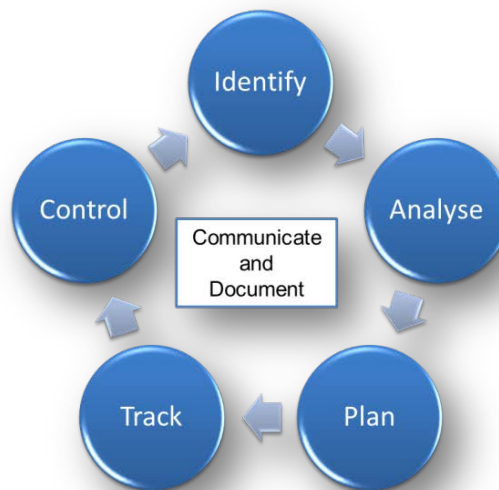 Identify
Analyse
Plan
Track
Control
Communicate
and
Document